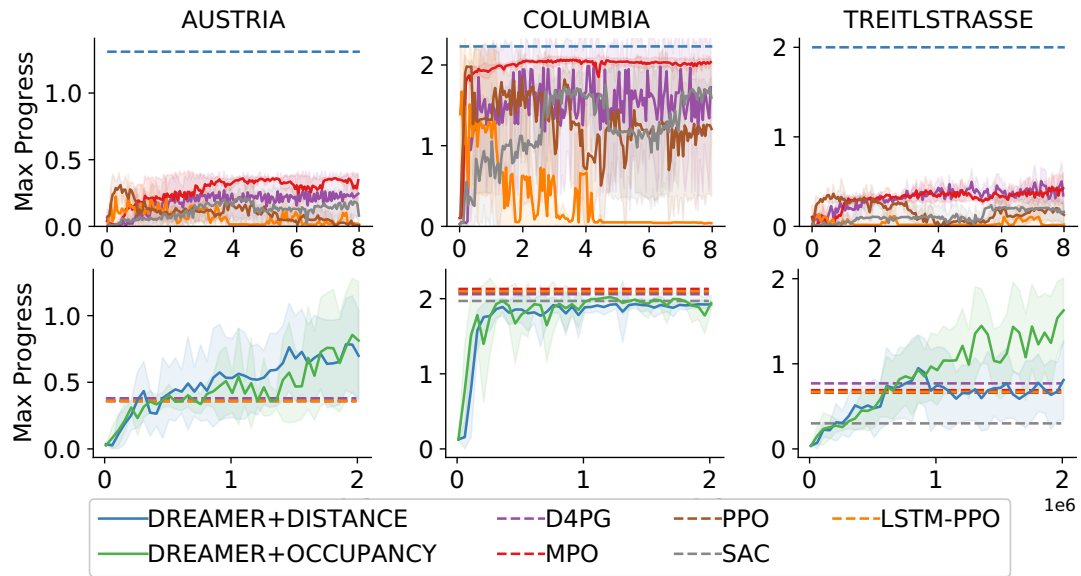 AUSTRIA COLUMBIA TREITLSTRASSE
Max Progress
1.0
0.5
0.0
0 2 4 6 8
2
1
0
0 2 4 6 8
2
1
0
0 2 4 6 8
Max Progress
1.0
0.5
0.0
0 1 2
2
1
0
0 1 2
2
1
0
0 1 2
1e6
DREAMER+DISTANCE D4PG PPO LSTM-PPO
DREAMER+OCCUPANCY MPO SAC